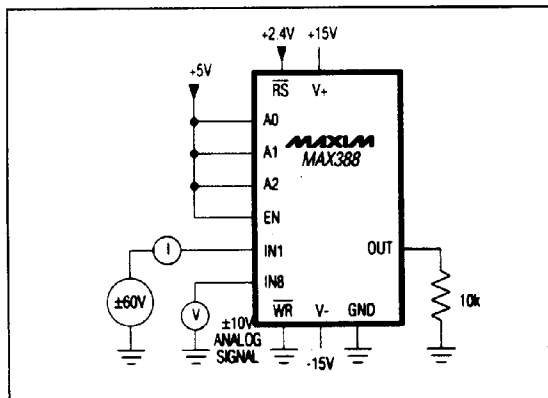 +2.4V +15V
+5V
RS V+
A0
A1
MAXIM
MAX388
A2
EN
I IN1 OUT
±60V IN8 10k
V ±10V ANALOG SIGNAL
WR V- GND
-15V